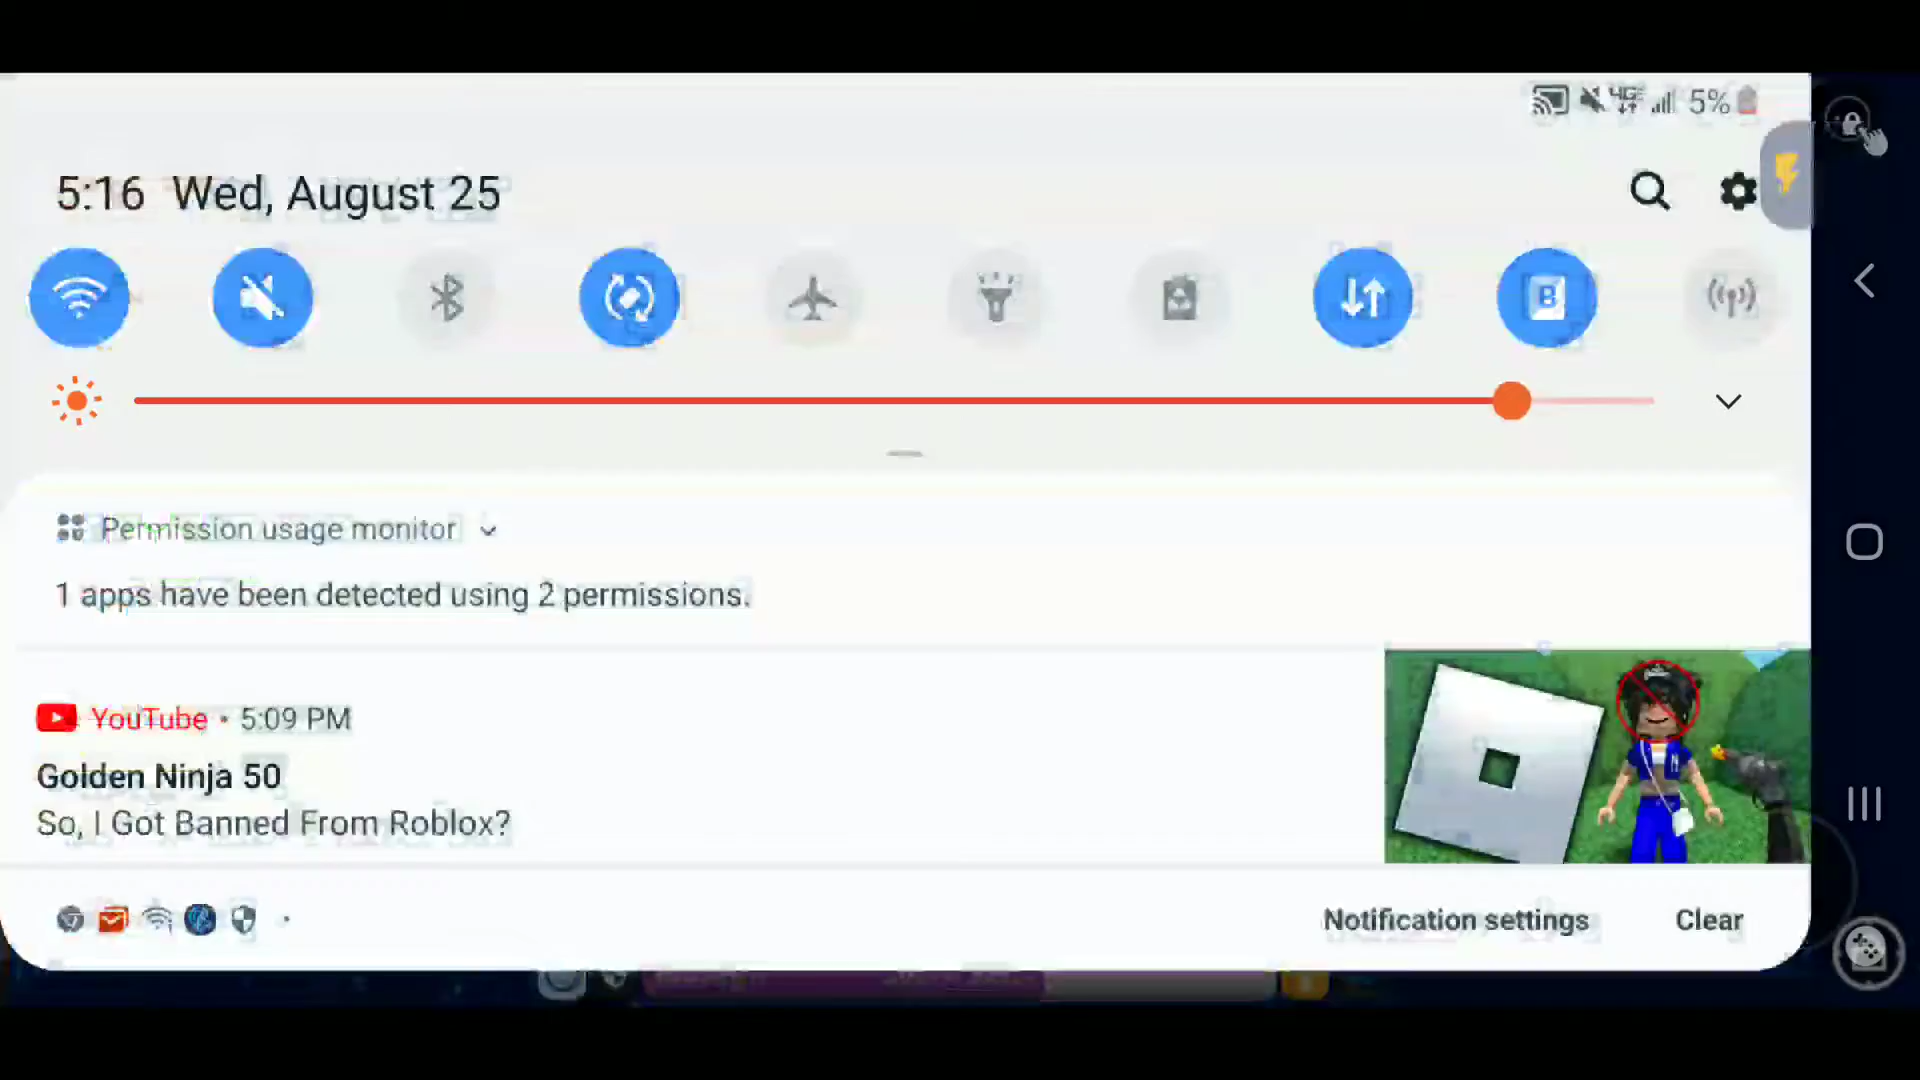 4GE 5%
5:16 Wed, August 25
B
Permission usage monitor
1 apps have been detected using 2 permissions.
YouTube • 5:09 PM
Golden Ninja 50
So, I Got Banned From Roblox?
Notification settings Clear